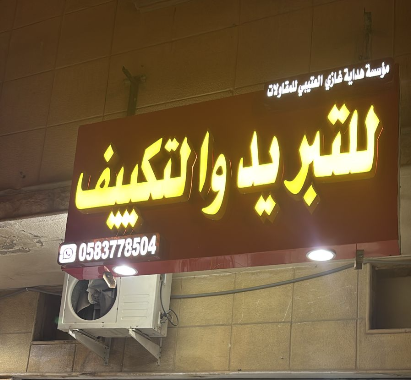 مؤسسة هداية غازي العتيبي للمقاولات
للتبريد والتكييف
0583778504